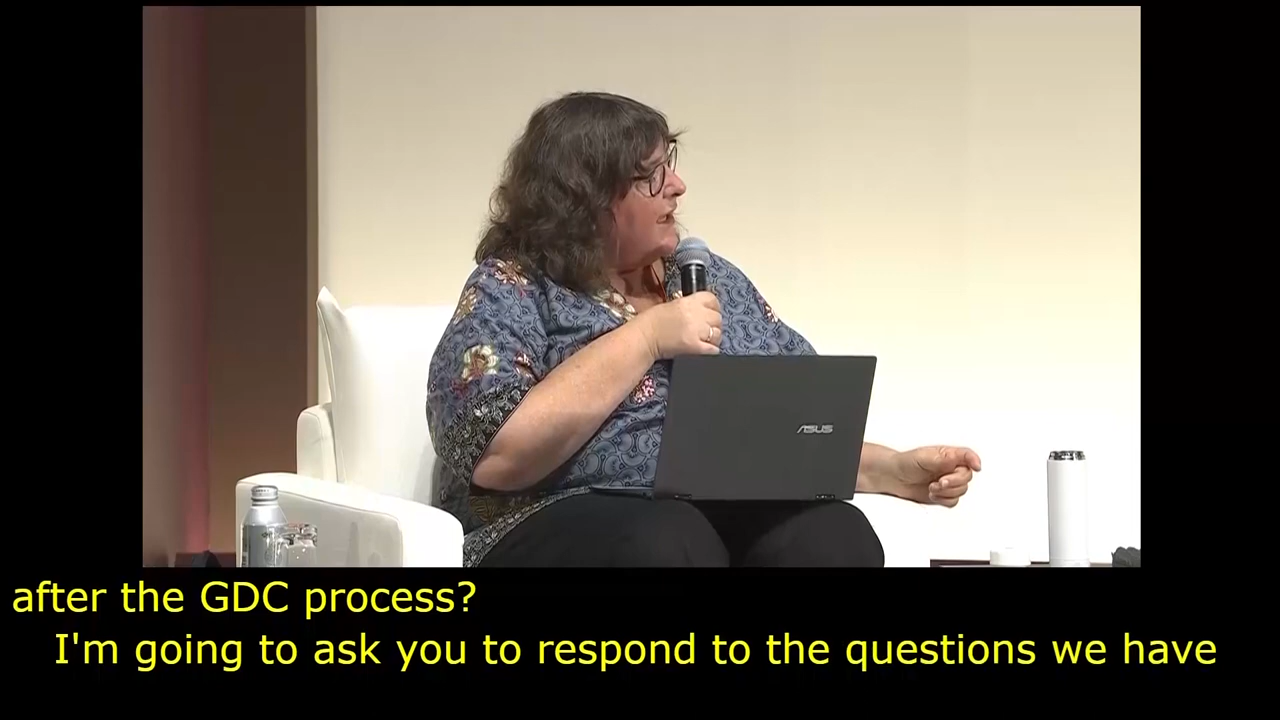 ASUS
after the GDC process?
I'm going to ask you to respond to the questions we have